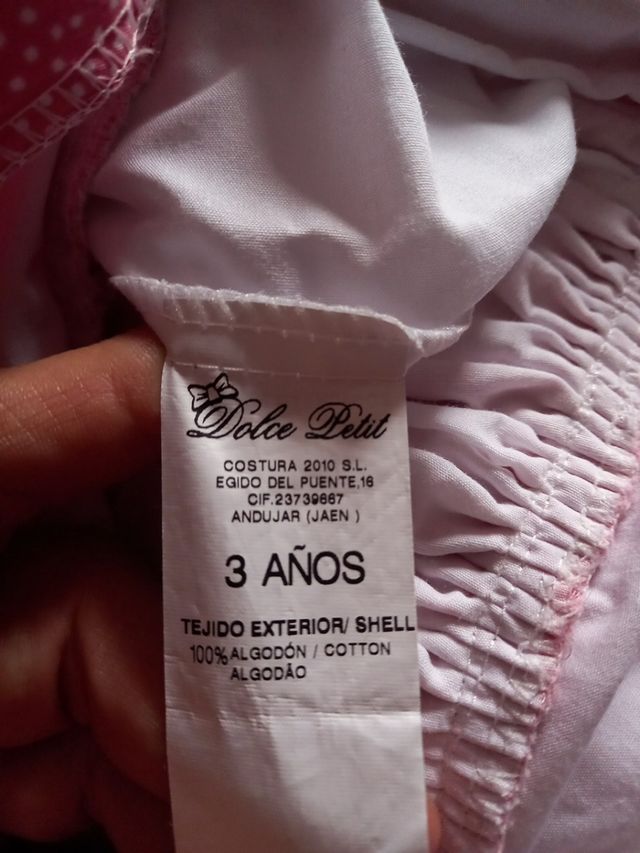 Dolce Petit
COSTURA 2010 S.L.
EGIDO DEL PUENTE,16
CIF.23739667
ANDUJAR (JAEN )
3 AÑOS
TEJIDO EXTERIOR/ SHELL
100% ALGODÓN / COTTON
ALGODÃO